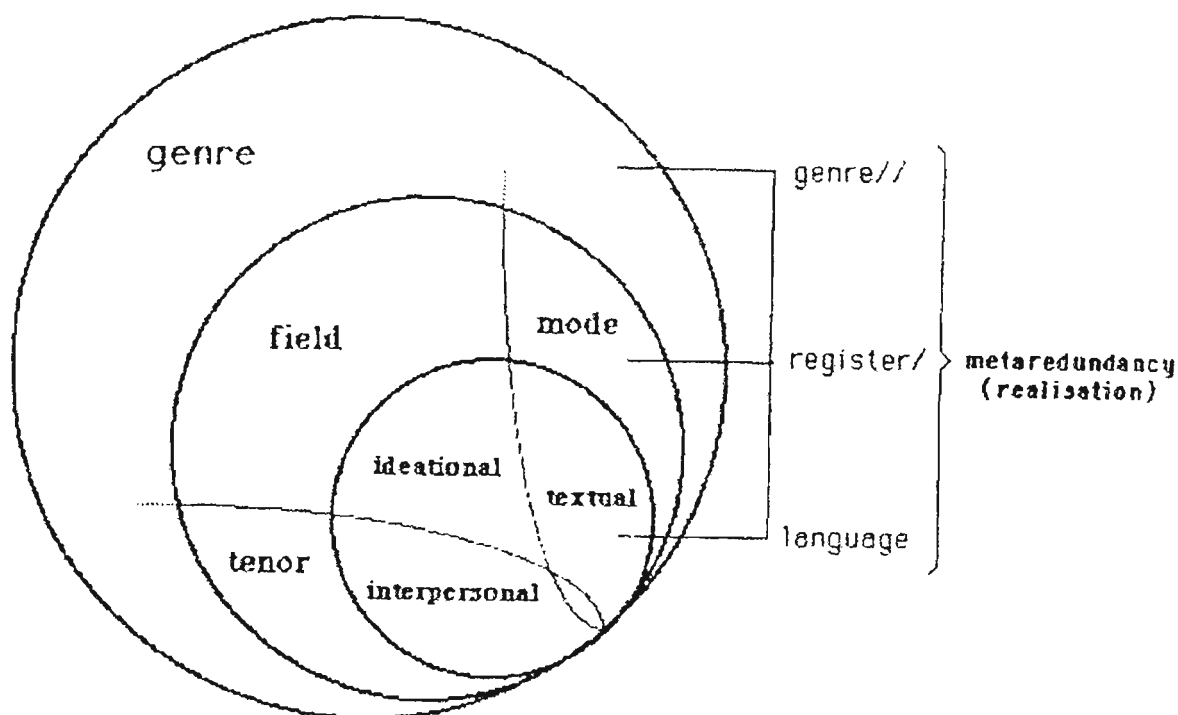 genre
genre//
field
mode
register/
metaredundancy
(realisation)
ideational
textual
language
tenor
interpersonal